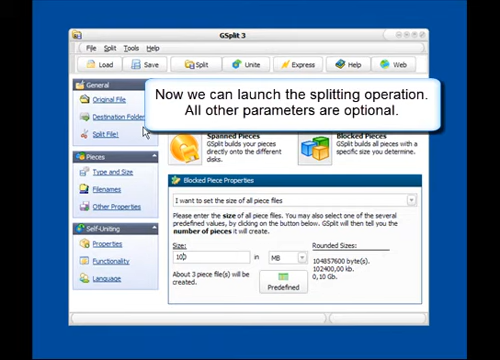 GSplit 3
File Split Tools Help
Load Save Split Unite Express Help Web
Now we can launch the splitting operation.
All other parameters are optional.
General
Original File
Destination Folder
Split File!
Pieces
Type and Size
Filenames
Other Properties
Self-Uniting
Properties
Functionality
Language
Spanned Pieces
GSplit builds your pieces
directly onto the different
disks.
Blocked Pieces
GSplit builds all pieces with a
specific size you determine.
Blocked Piece Properties
I want to set the size of all piece files
Please enter the size of all piece files. You may also select one of the several
predefined values, by clicking on the button below. GSplit will then tell you the
number of pieces it will create.
Size:
100 in MB
About 3 piece file(s) will be
created.
Predefined
Rounded Sizes:
104857600 byte(s).
102400,00 kb.
0,10 Gb.